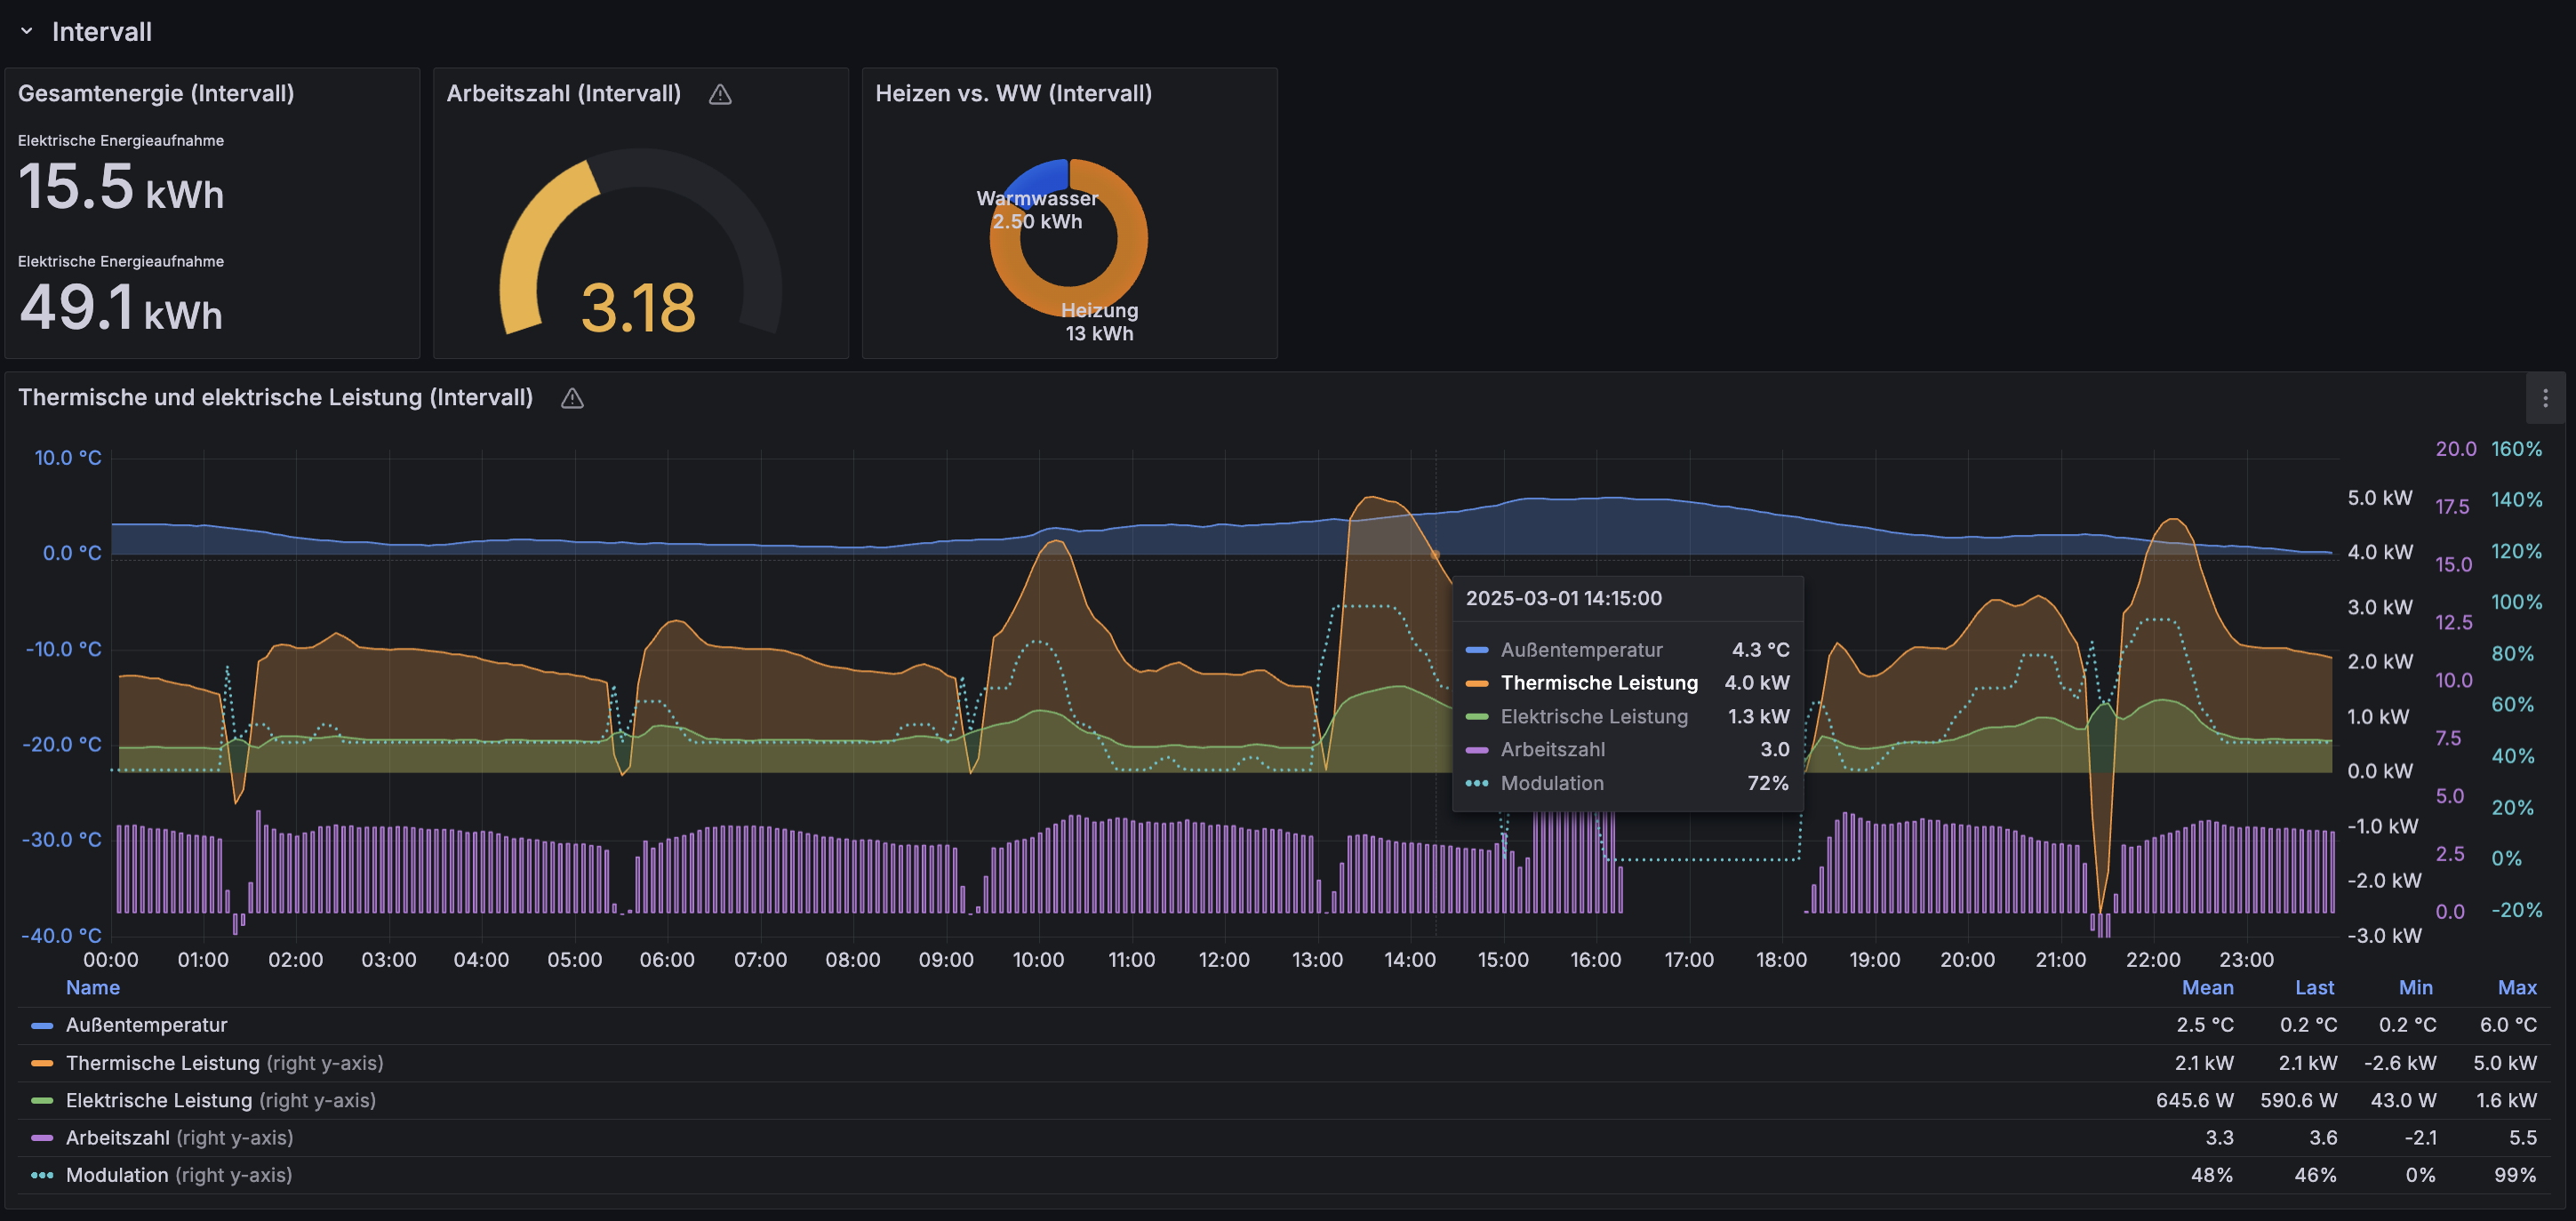 Intervall
Gesamtenergie (Intervall)
Elektrische Energieaufnahme
15.5 kWh
Elektrische Energieaufnahme
49.1 kWh
Arbeitszahl (Intervall)
3.18
Heizen vs. WW (Intervall)
Warmwasser
2.50 kWh
Heizung
13 kWh
Thermische und elektrische Leistung (Intervall)
10.0 °C
0.0 °C
-10.0 °C
-20.0 °C
-30.0 °C
-40.0 °C
5.0 kW
4.0 kW
3.0 kW
2.0 kW
1.0 kW
0.0 kW
-1.0 kW
-2.0 kW
-3.0 kW
20.0
17.5
15.0
12.5
10.0
7.5
5.0
2.5
0.0
160%
140%
120%
100%
80%
60%
40%
20%
0%
-20%
2025-03-01 14:15:00
Außentemperatur 4.3 °C
Thermische Leistung 4.0 kW
Elektrische Leistung 1.3 kW
Arbeitszahl 3.0
Modulation 72%
00:00 01:00 02:00 03:00 04:00 05:00 06:00 07:00 08:00 09:00 10:00 11:00 12:00 13:00 14:00 15:00 16:00 17:00 18:00 19:00 20:00 21:00 22:00 23:00
Name Mean Last Min Max
Außentemperatur 2.5 °C 0.2 °C 0.2 °C 6.0 °C
Thermische Leistung (right y-axis) 2.1 kW 2.1 kW -2.6 kW 5.0 kW
Elektrische Leistung (right y-axis) 645.6 W 590.6 W 43.0 W 1.6 kW
Arbeitszahl (right y-axis) 3.3 3.6 -2.1 5.5
Modulation (right y-axis) 48% 46% 0% 99%